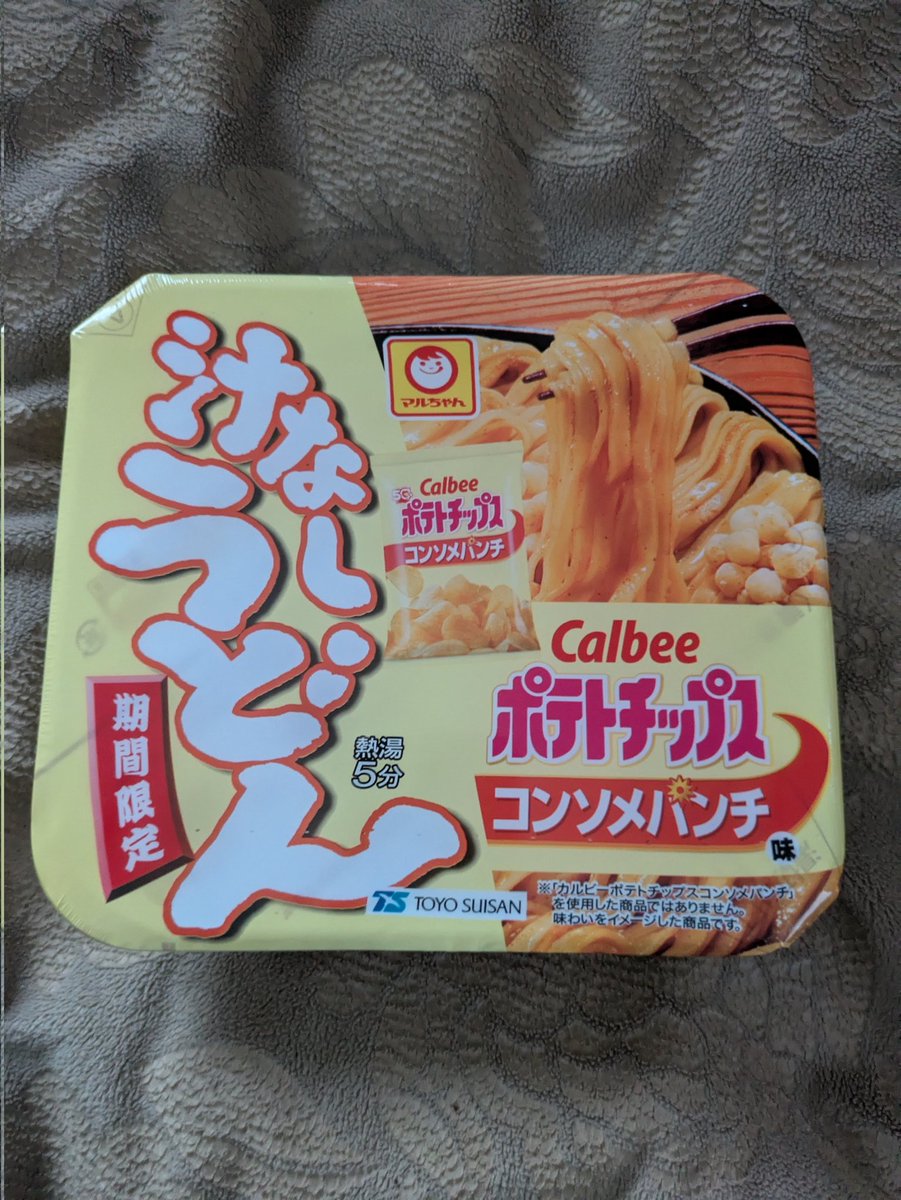 汁なし
うどん
期間限定
熱湯
5分
マルちゃん
Calbee
ポテトチップス
コンソメパンチ
Calbee
ポテトチップス
コンソメパンチ
味
TS TOYO SUISAN
※「カルビーポテトチップスコンソメパンチ」
を使用した商品ではありません。
味わいをイメージした商品です。